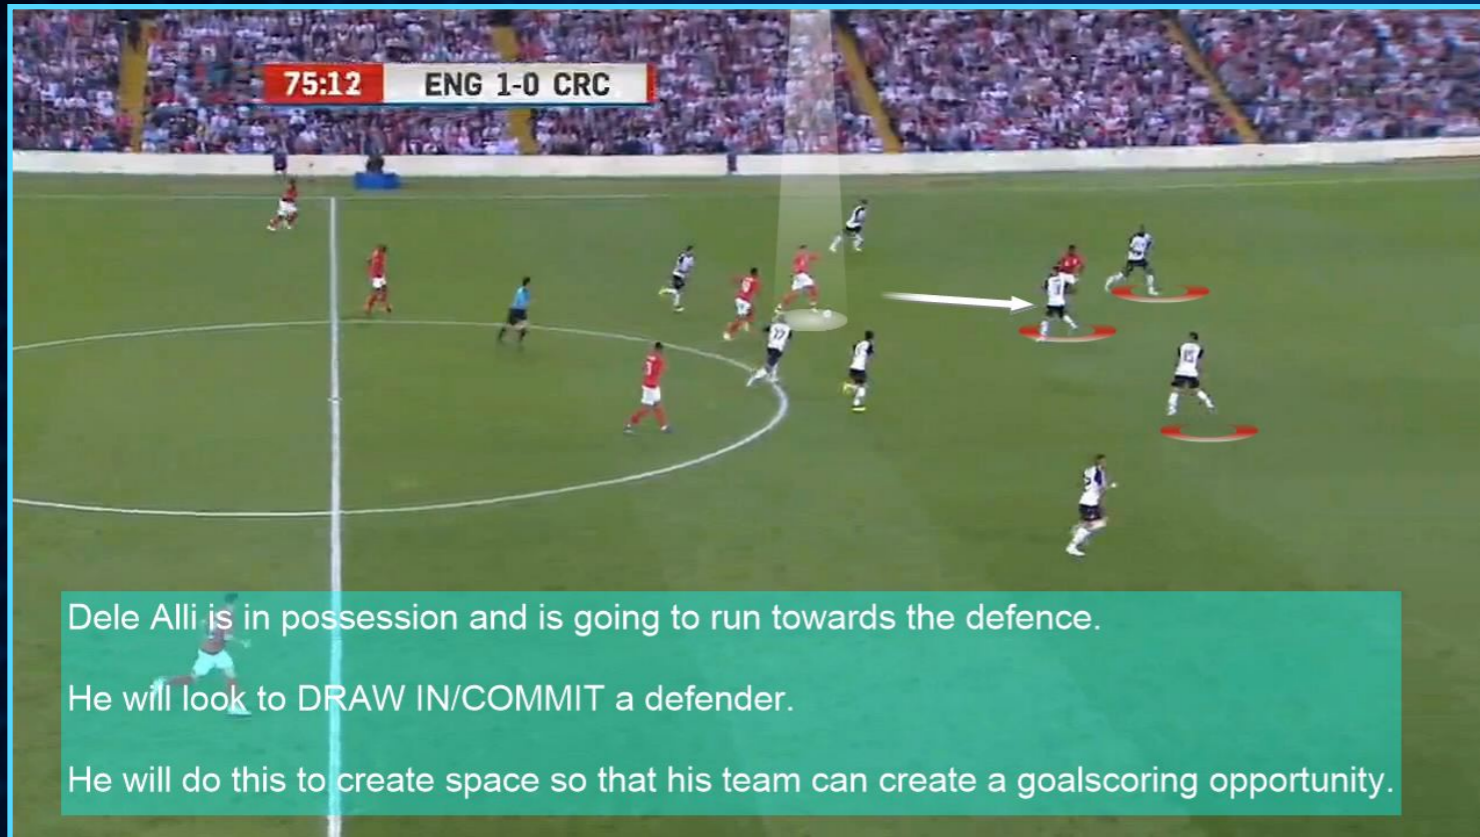 75:12 ENG 1-0 CRC
27
15
Dele Alli is in possession and is going to run towards the defence.
He will look to DRAW IN/COMMIT a defender.
He will do this to create space so that his team can create a goalscoring opportunity.